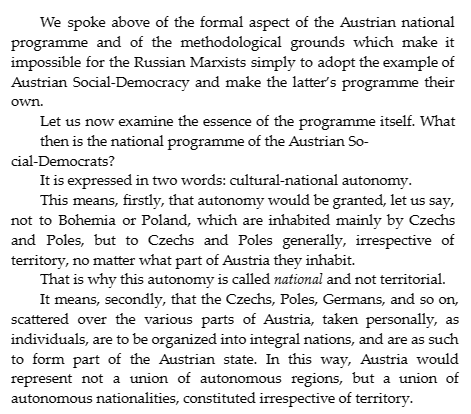 We spoke above of the formal aspect of the Austrian national
programme and of the methodological grounds which make it
impossible for the Russian Marxists simply to adopt the example of
Austrian Social-Democracy and make the latter's programme their
own.
Let us now examine the essence of the programme itself. What
then is the national programme of the Austrian So-
cial-Democrats?
It is expressed in two words: cultural-national autonomy.
This means, firstly, that autonomy would be granted, let us say,
not to Bohemia or Poland, which are inhabited mainly by Czechs
and Poles, but to Czechs and Poles generally, irrespective of
territory, no matter what part of Austria they inhabit.
That is why this autonomy is called national and not territorial.
It means, secondly, that the Czechs, Poles, Germans, and so on,
scattered over the various parts of Austria, taken personally, as
individuals, are to be organized into integral nations, and are as such
to form part of the Austrian state. In this way, Austria would
represent not a union of autonomous regions, but a union of
autonomous nationalities, constituted irrespective of territory.